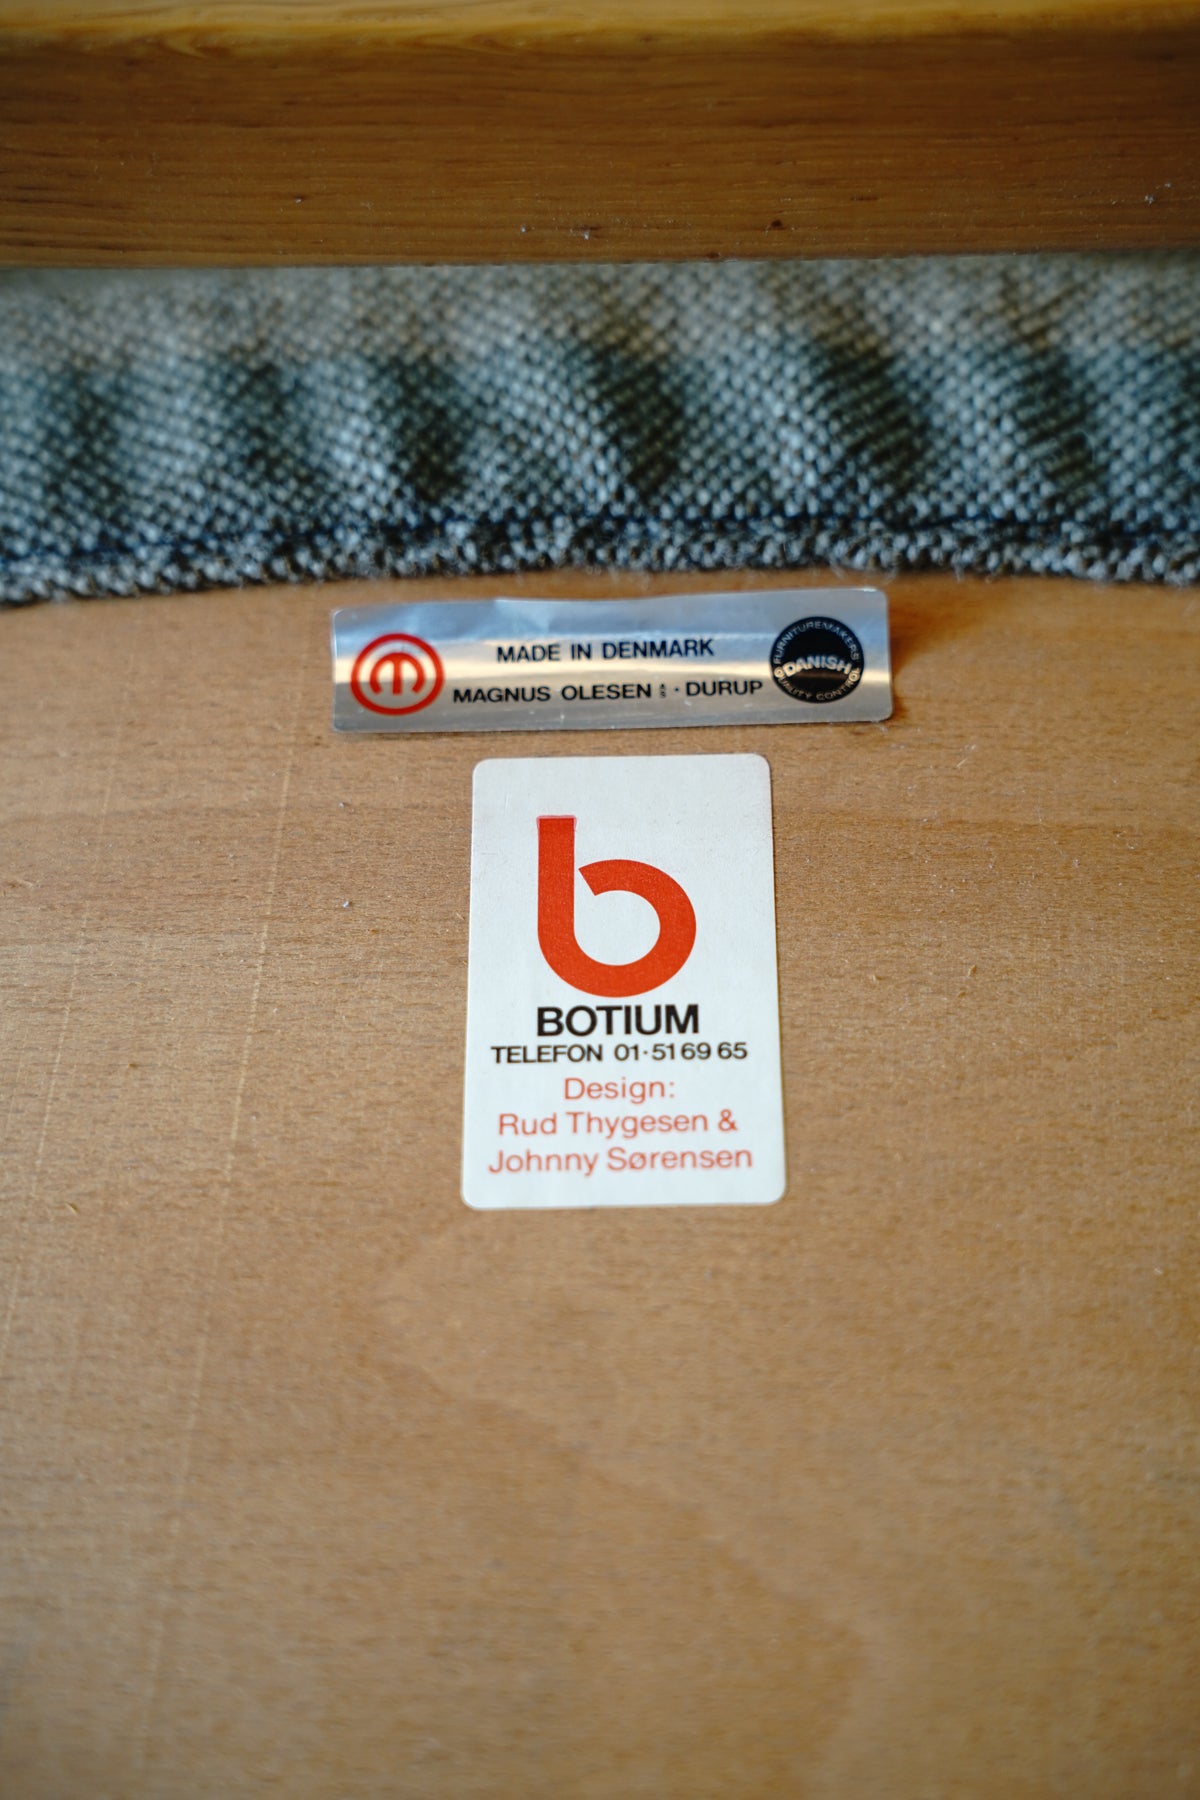 MADE IN DENMARK
MAGNUS OLESEN A/S · DURUP
FURNITUREMAKERS
DANISH
QUALITY CONTROL
b
BOTIUM
TELEFON 01·51 69 65
Design:
Rud Thygesen &
Johnny Sørensen